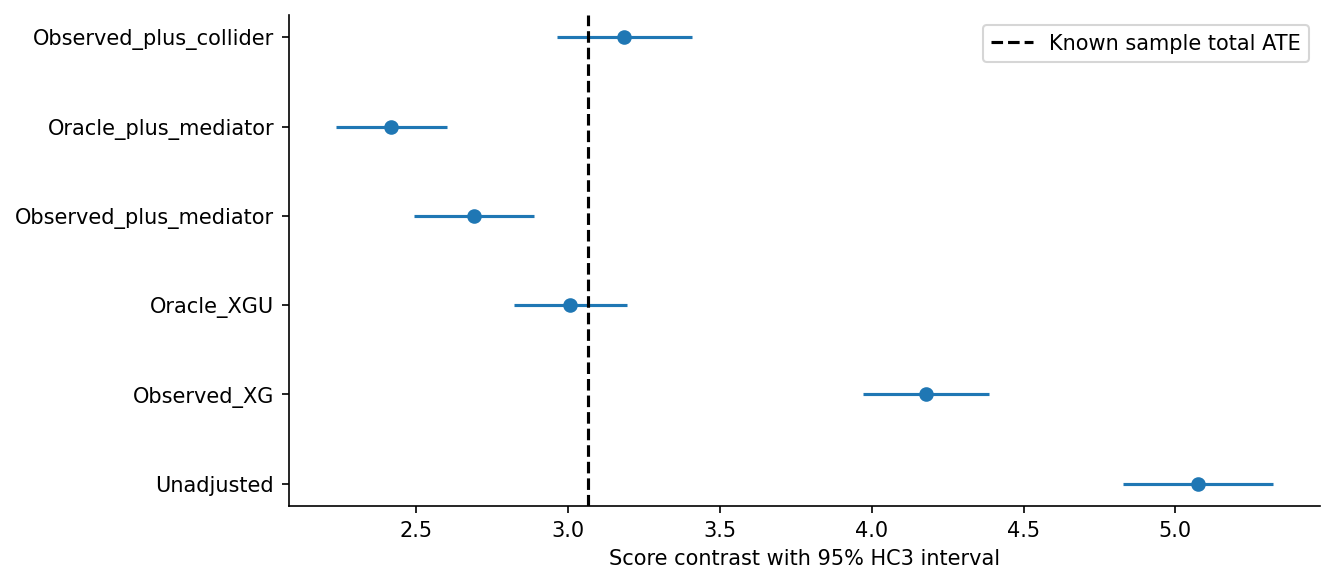 Observed_plus_collider
Known sample total ATE
Oracle_plus_mediator
Observed_plus_mediator
Oracle_XGU
Observed_XG
Unadjusted
2.5 3.0 3.5 4.0 4.5 5.0
Score contrast with 95% HC3 interval